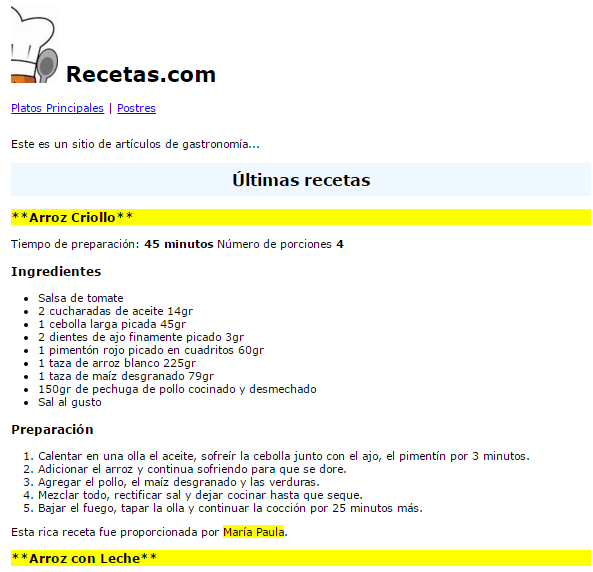 Recetas.com
Platos Principales | Postres
Este es un sitio de artículos de gastronomía...
Últimas recetas
**Arroz Criollo**
Tiempo de preparación: 45 minutos Número de porciones 4
Ingredientes
Salsa de tomate
2 cucharadas de aceite 14gr
1 cebolla larga picada 45gr
2 dientes de ajo finamente picado 3gr
1 pimentón rojo picado en cuadritos 60gr
1 taza de arroz blanco 225gr
1 taza de maíz desgranado 79gr
150gr de pechuga de pollo cocinado y desmechado
Sal al gusto
Preparación
1. Calentar en una olla el aceite, sofreír la cebolla junto con el ajo, el pimentín por 3 minutos.
2. Adicionar el arroz y continua sofriendo para que se dore.
3. Agregar el pollo, el maíz desgranado y las verduras.
4. Mezclar todo, rectificar sal y dejar cocinar hasta que seque.
5. Bajar el fuego, tapar la olla y continuar la cocción por 25 minutos más.
Esta rica receta fue proporcionada por María Paula.
**Arroz con Leche**